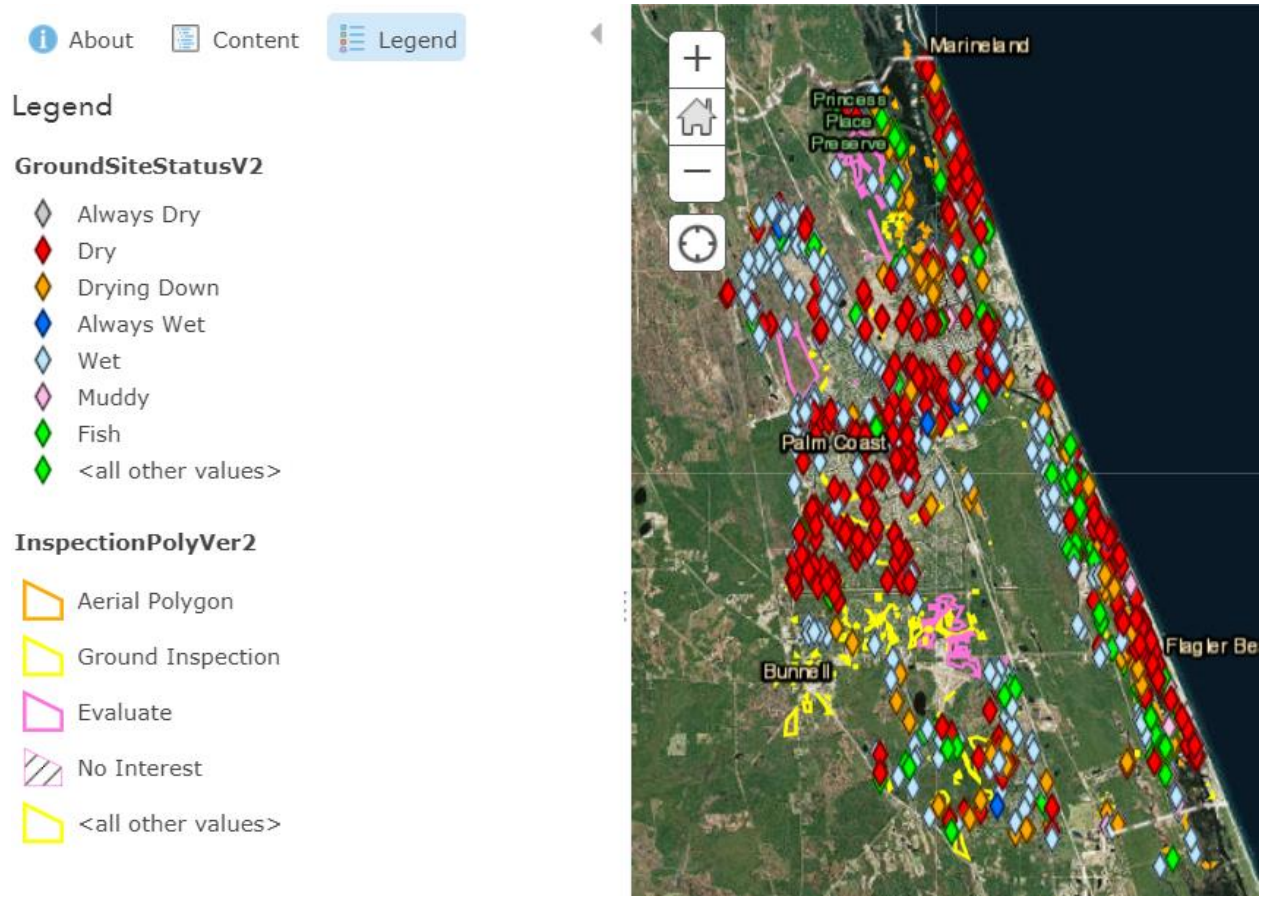 About Content Legend
Legend
GroundSiteStatusV2
Always Dry
Dry
Drying Down
Always Wet
Wet
Muddy
Fish
<all other values>
InspectionPolyVer2
Aerial Polygon
Ground Inspection
Evaluate
No Interest
<all other values>
Marineland
Princess
Place
Preserve
Palm Coast
Flagler Be
Bunnell